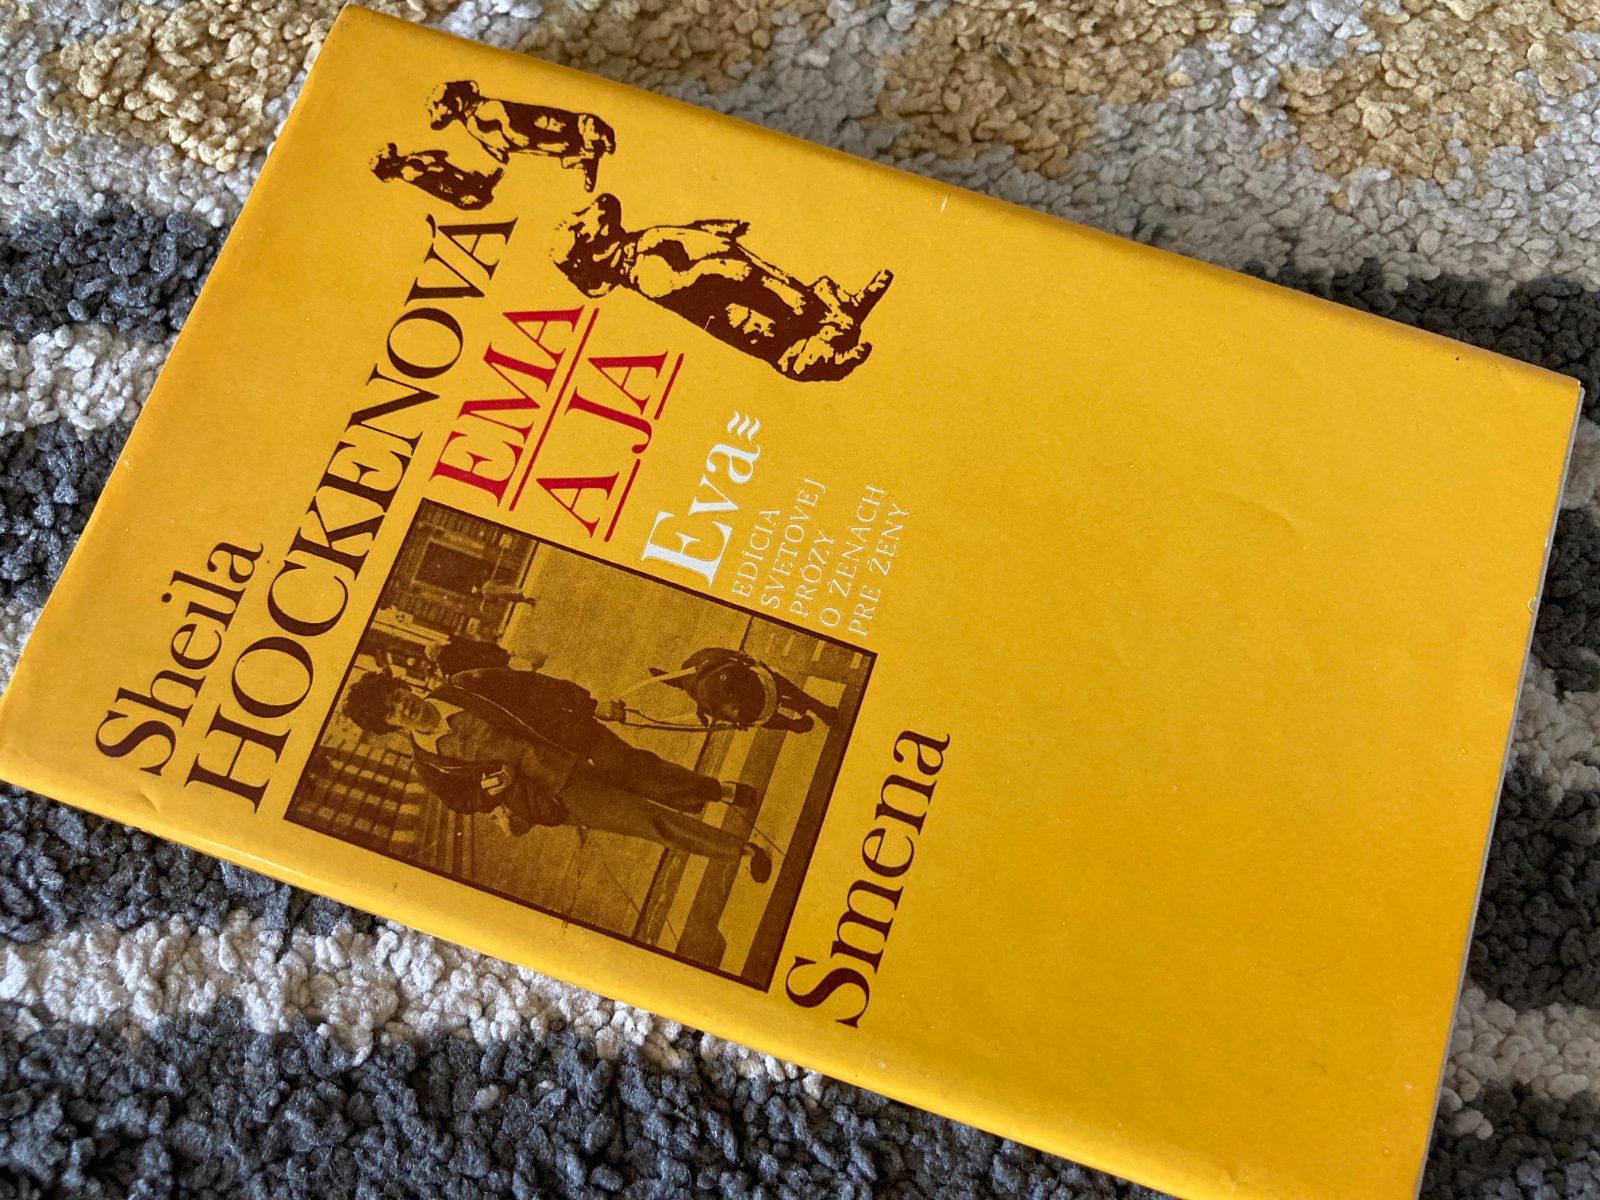 Sheila
HOCKENOVÁ
EMA
A JA
Eva
EDÍCIA
SVETOVEJ
PRÓZY
O ŽENÁCH
PRE ŽENY
Smena